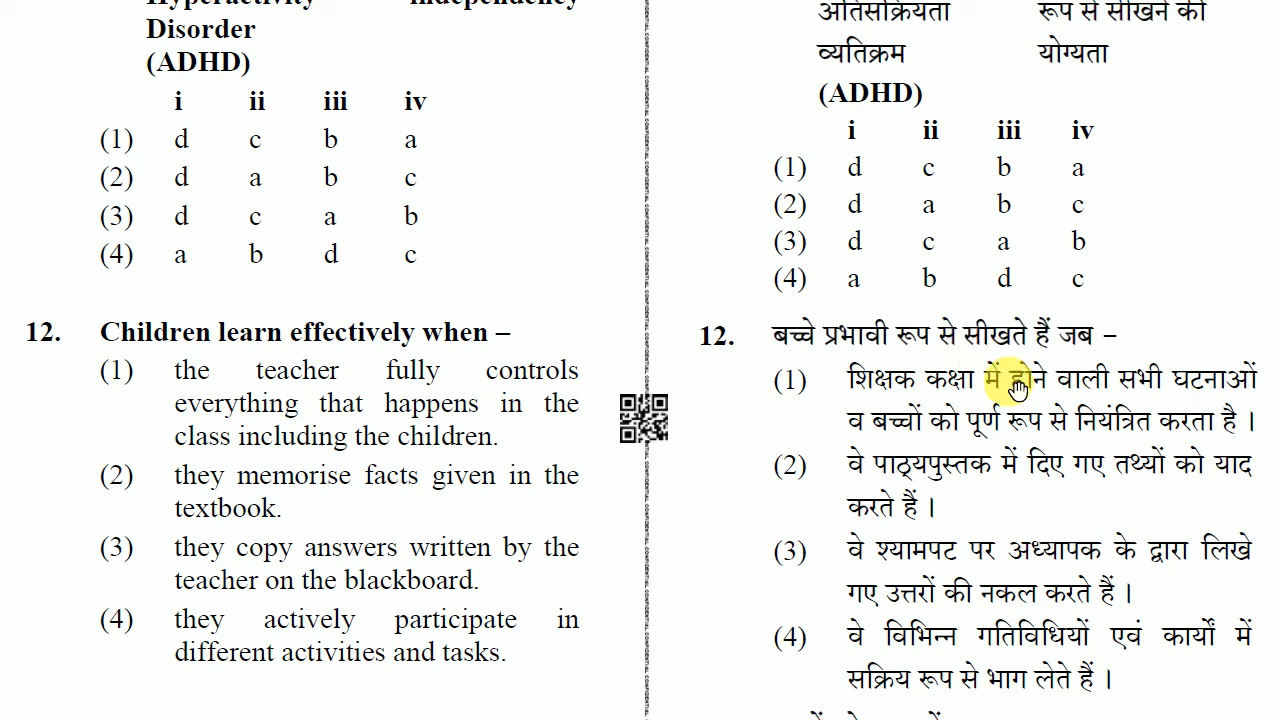 Hyperactivity independency
Disorder
(ADHD)
i ii iii iv
(1) d c b a
(2) d a b c
(3) d c a b
(4) a b d c
12. Children learn effectively when –
(1) the teacher fully controls
everything that happens in the
class including the children.
(2) they memorise facts given in the
textbook.
(3) they copy answers written by the
teacher on the blackboard.
(4) they actively participate in
different activities and tasks.
अतिसक्रियता रूप से सीखने की
व्यतिक्रम योग्यता
(ADHD)
i ii iii iv
(1) d c b a
(2) d a b c
(3) d c a b
(4) a b d c
12. बच्चे प्रभावी रूप से सीखते हैं जब –
(1) शिक्षक कक्षा में होने वाली सभी घटनाओं
व बच्चों को पूर्ण रूप से नियंत्रित करता है ।
(2) वे पाठ्यपुस्तक में दिए गए तथ्यों को याद
करते हैं ।
(3) वे श्यामपट पर अध्यापक के द्वारा लिखे
गए उत्तरों की नकल करते हैं ।
(4) वे विभिन्न गतिविधियों एवं कार्यों में
सक्रिय रूप से भाग लेते हैं ।